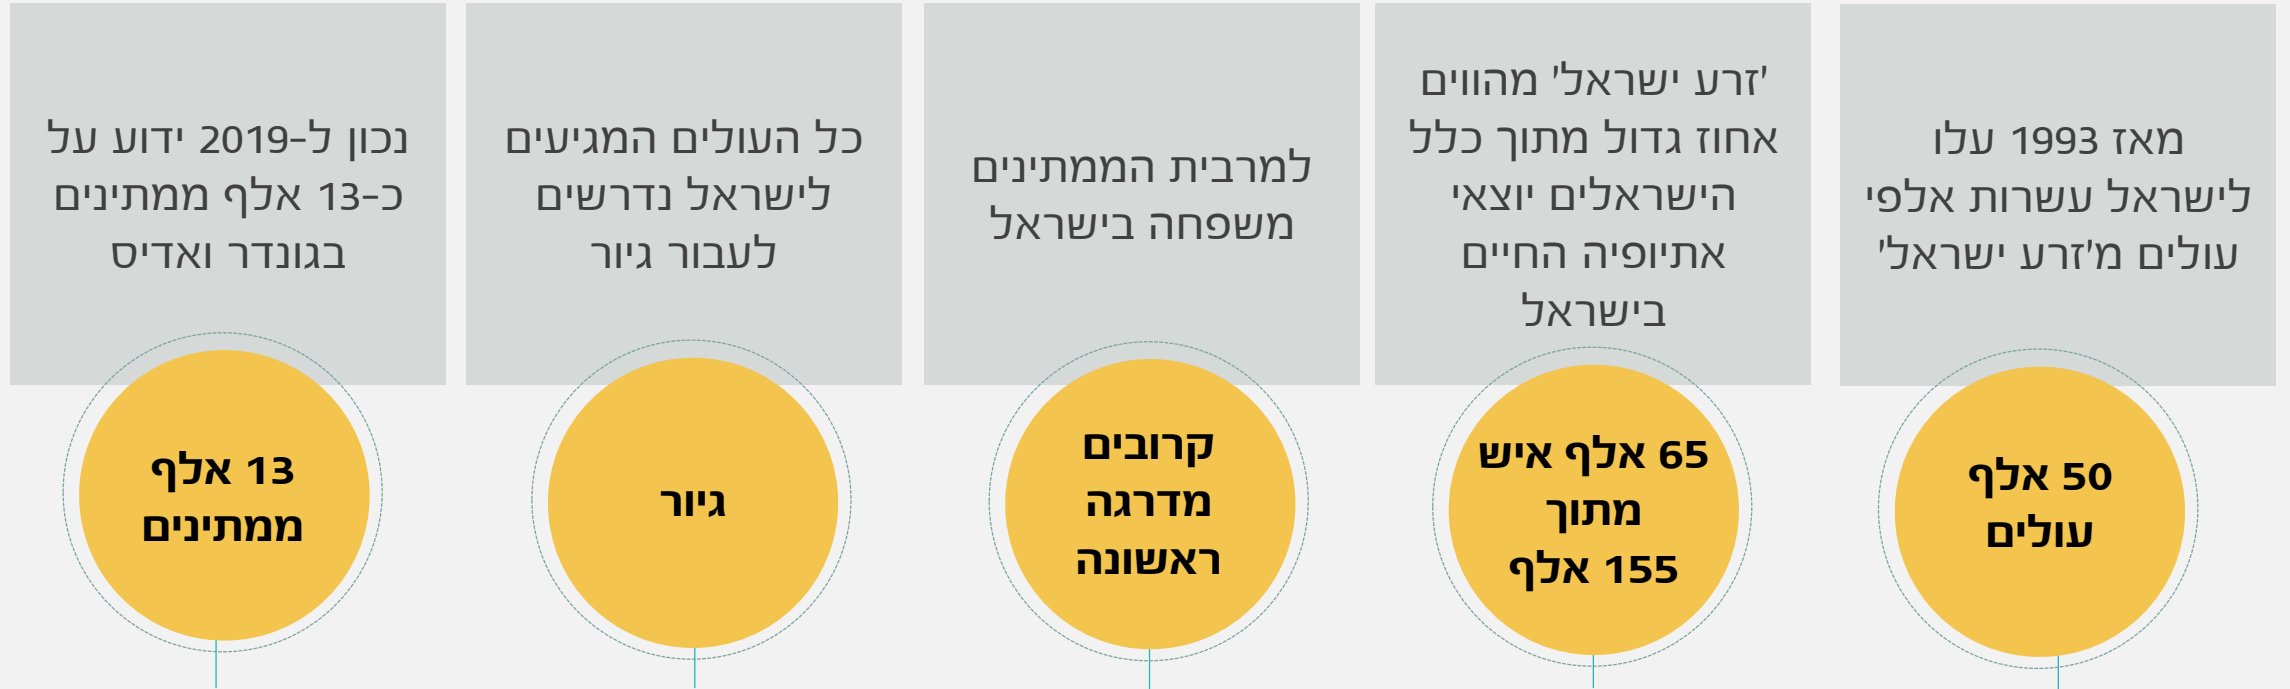 מאז 1993 עלו
לישראל עשרות אלפי
עולים מ'זרע ישראל'
50 אלף
עולים
'זרע ישראל' מהווים
אחוז גדול מתוך כלל
הישראלים יוצאי
אתיופיה החיים
בישראל
65 אלף איש
מתוך
155 אלף
למרבית הממתינים
משפחה בישראל
קרובים
מדרגה
ראשונה
כל העולים המגיעים
לישראל נדרשים
לעבור גיור
גיור
נכון ל-2019 ידוע על
כ-13 אלף ממתינים
בגונדר ואדיס
13 אלף
ממתינים